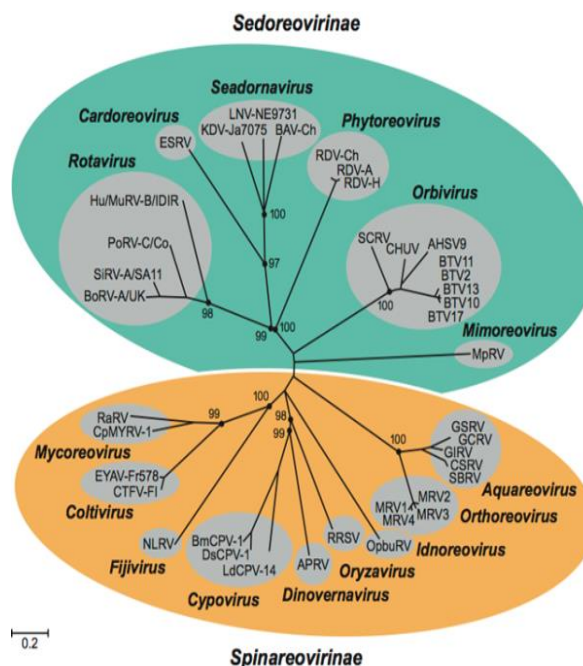 Sedoreovirinae
Seadornavirus
LNV-NE9731
KDV-Ja7075 BAV-Ch
Cardoreovirus
ESRV
Phytoreovirus
RDV-Ch
RDV-A
RDV-H
Rotavirus
Hu/MuRV-B/IDIR
PoRV-C/Co
SiRV-A/SA11
BoRV-A/UK
Orbivirus
SCRV
CHUV
AHSV9
BTV11
BTV2
BTV13
BTV10
BTV17
100
97
98
99
100
100
Mimoreovirus
MpRV
100
99
98
99
100
RaRV
CpMYRV-1
Mycoreovirus
EYAV-Fr578
CTFV-Fl
Coltivirus
NLRV
Fijivirus
BmCPV-1
DsCPV-1
LdCPV-14
Cypovirus
APRV
Dinovernavirus
RRSV
Oryzavirus
OpbuRV
Idnoreovirus
GSRV
GCRV
GIRV
CSRV
SBRV
Aquareovirus
MRV2
MRV1
MRV3
MRV4
Orthoreovirus
0.2
Spinareovirinae